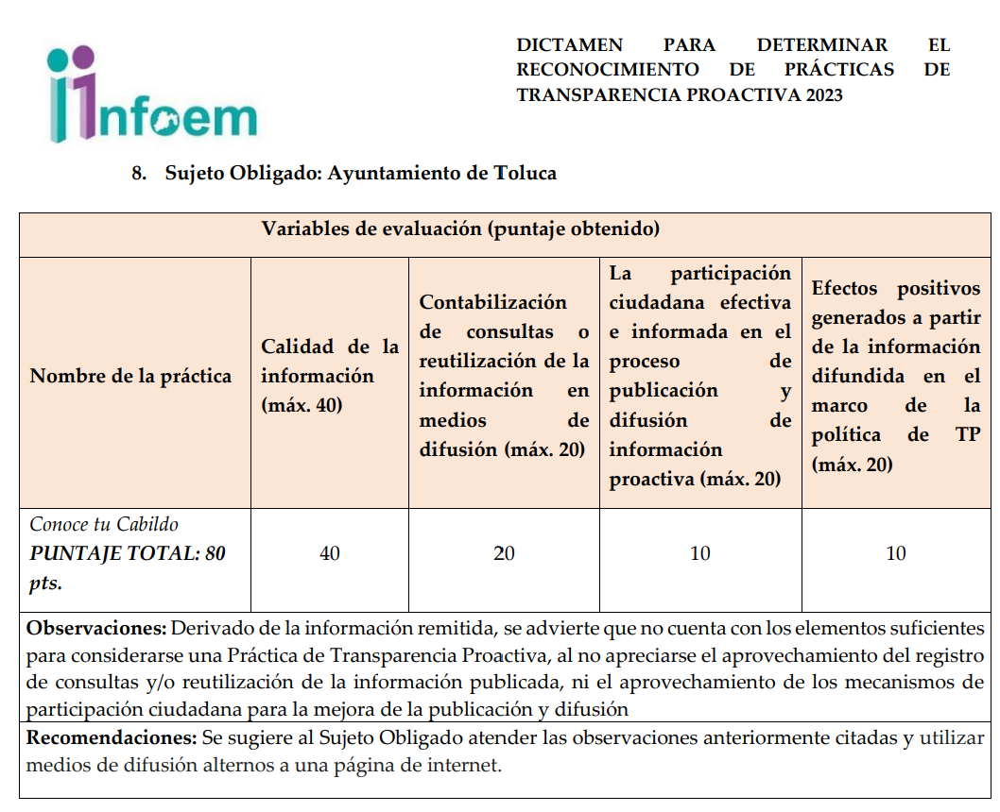 infoem
DICTAMEN PARA DETERMINAR EL
RECONOCIMIENTO DE PRÁCTICAS DE
TRANSPARENCIA PROACTIVA 2023
8. Sujeto Obligado: Ayuntamiento de Toluca
Variables de evaluación (puntaje obtenido)
Nombre de la práctica
Calidad de la
información
(máx. 40)
Contabilización
de consultas o
reutilización de la
información en
medios de
difusión (máx. 20)
La participación
ciudadana efectiva
e informada en el
proceso de
publicación y
difusión de
información
proactiva (máx. 20)
Efectos positivos
generados a partir
de la información
difundida en el
marco de la
política de TP
(máx. 20)
Conoce tu Cabildo
PUNTAJE TOTAL: 80
pts.
40
20
10
10
Observaciones: Derivado de la información remitida, se advierte que no cuenta con los elementos suficientes
para considerarse una Práctica de Transparencia Proactiva, al no apreciarse el aprovechamiento del registro
de consultas y/o reutilización de la información publicada, ni el aprovechamiento de los mecanismos de
participación ciudadana para la mejora de la publicación y difusión
Recomendaciones: Se sugiere al Sujeto Obligado atender las observaciones anteriormente citadas y utilizar
medios de difusión alternos a una página de internet.